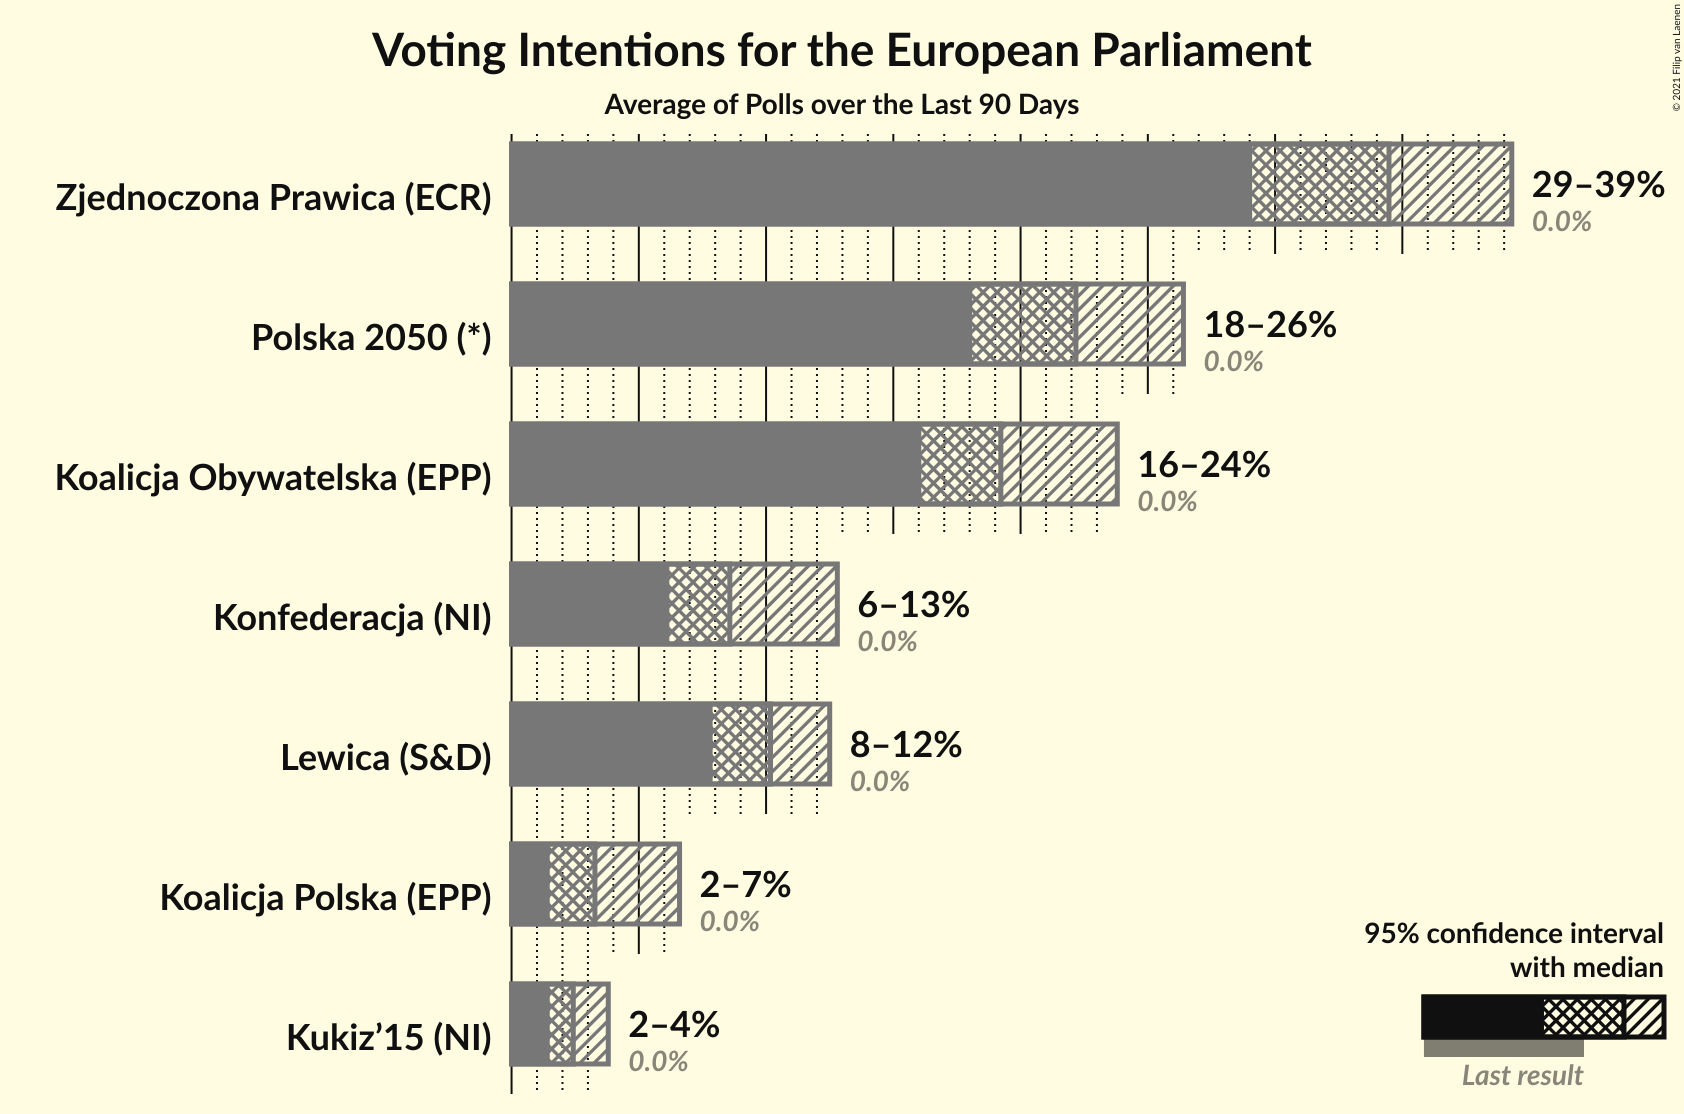 Voting Intentions for the European Parliament
Average of Polls over the Last 90 Days
© 2021 Filip van Laenen
Zjednoczona Prawica (ECR)
29–39%
0.0%
Polska 2050 (*)
18–26%
0.0%
Koalicja Obywatelska (EPP)
16–24%
0.0%
Konfederacja (NI)
6–13%
0.0%
Lewica (S&D)
8–12%
0.0%
Koalicja Polska (EPP)
2–7%
0.0%
Kukiz’15 (NI)
2–4%
0.0%
95% confidence interval
with median
Last result